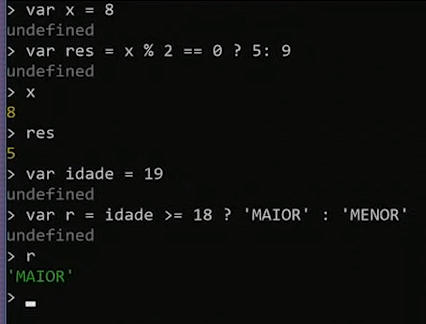 > var x = 8
undefined
> var res = x % 2 == 0 ? 5: 9
undefined
> x
8
> res
5
> var idade = 19
undefined
> var r = idade >= 18 ? 'MAIOR' : 'MENOR'
undefined
> r
'MAIOR'
>